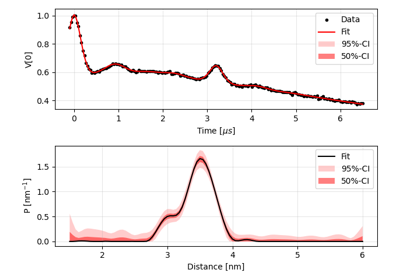 1.0
0.8
0.6
0.4
V[0]
Data
Fit
95%-CI
50%-CI
0 1 2 3 4 5 6
Time [μs]
1.5
1.0
0.5
0.0
P [nm⁻¹]
Fit
95%-CI
50%-CI
2 3 4 5 6
Distance [nm]